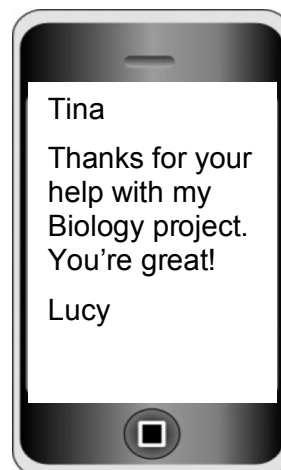 Tina
Thanks for your
help with my
Biology project.
You're great!
Lucy